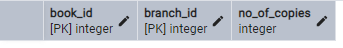 book_id branch_id no_of_copies
[PK] integer [PK] integer integer